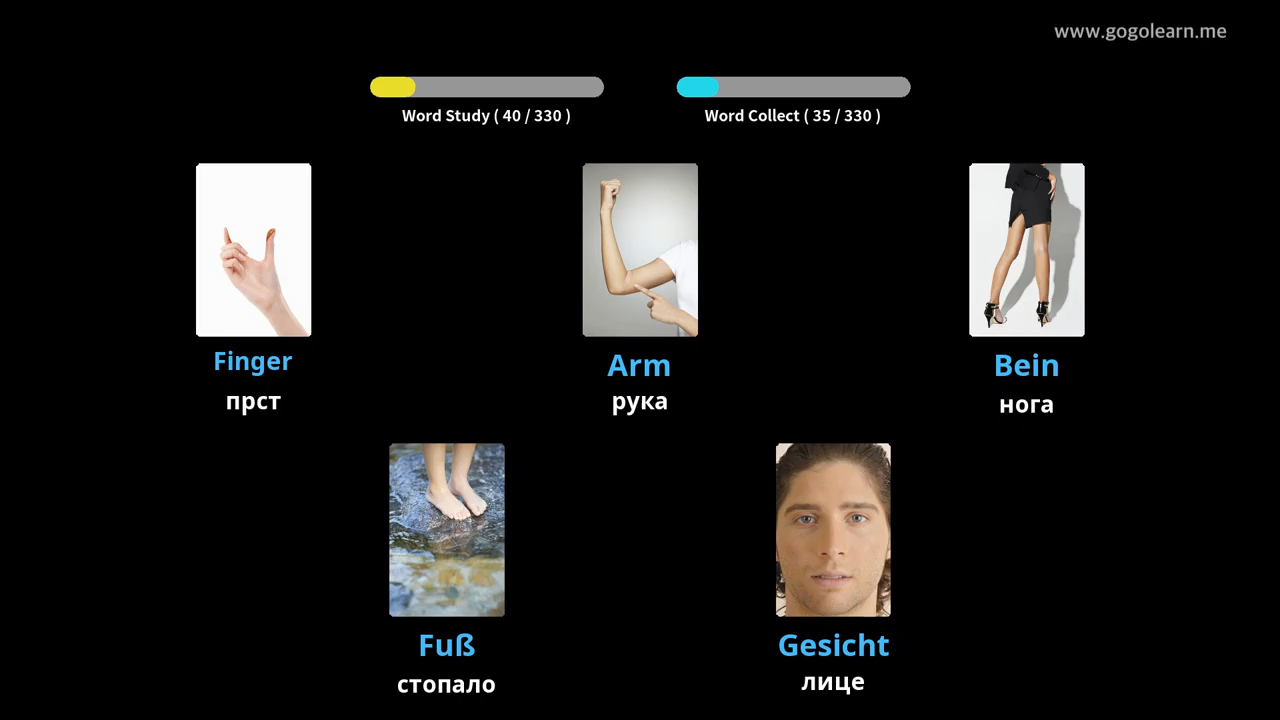 www.gogolearn.me
Word Study ( 40 / 330 )
Word Collect ( 35 / 330 )
Finger
прст
Arm
рука
Bein
нога
Fuß
стопало
Gesicht
лице